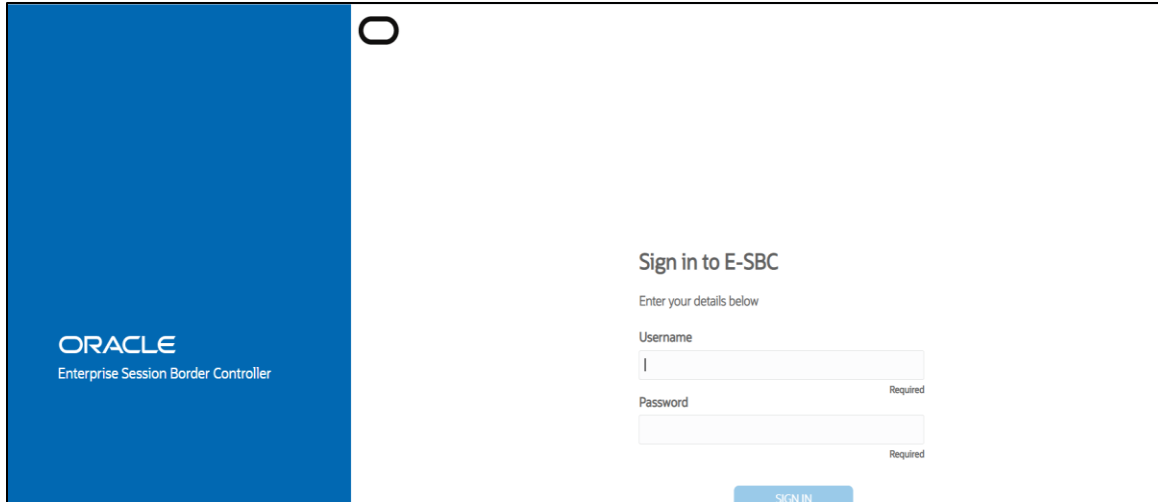 ORACLE
Enterprise Session Border Controller
Sign in to E-SBC
Enter your details below
Username
Required
Password
Required
SIGN IN